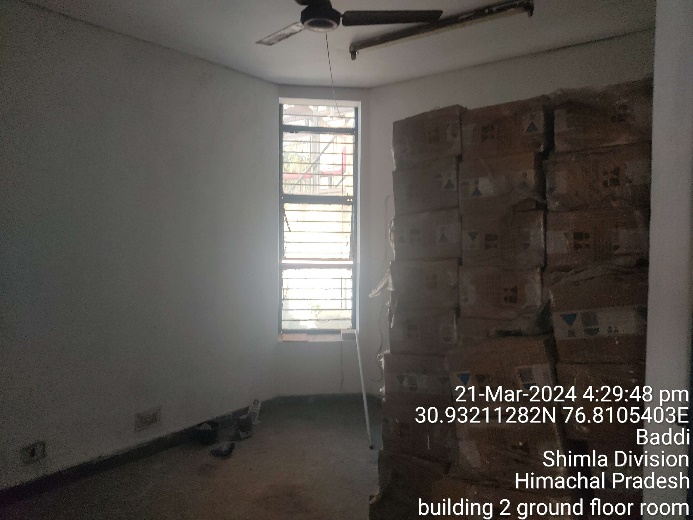 21-Mar-2024 4:29:48 pm
30.93211282N 76.8105403E
Baddi
Shimla Division
Himachal Pradesh
building 2 ground floor room